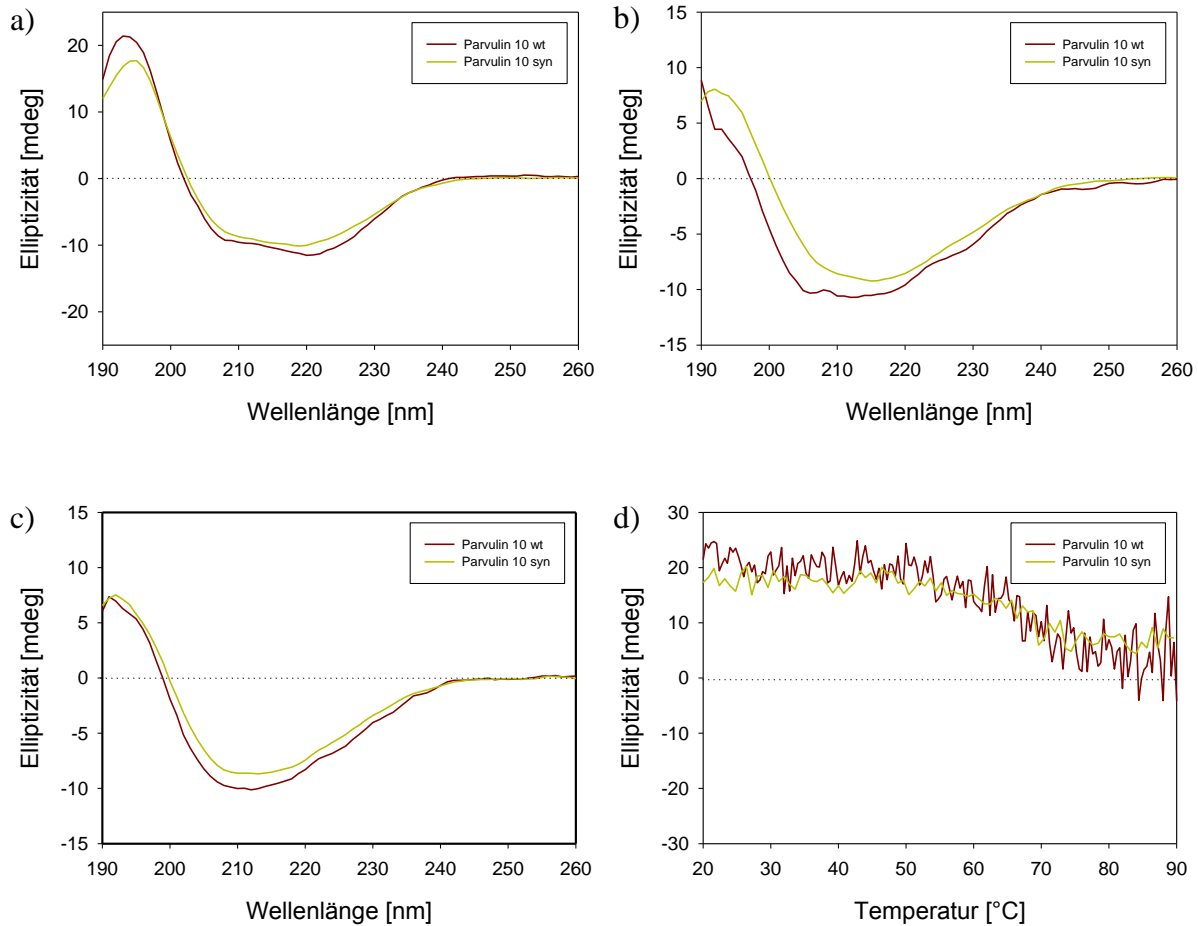 a)
Elliptizität [mdeg]
20
10
0
-10
-20
190 200 210 220 230 240 250 260
Wellenlänge [nm]
Parvulin 10 wt
Parvulin 10 syn
b)
Elliptizität [mdeg]
15
10
5
0
-5
-10
-15
190 200 210 220 230 240 250 260
Wellenlänge [nm]
Parvulin 10 wt
Parvulin 10 syn
c)
Elliptizität [mdeg]
15
10
5
0
-5
-10
-15
190 200 210 220 230 240 250 260
Wellenlänge [nm]
Parvulin 10 wt
Parvulin 10 syn
d)
Elliptizität [mdeg]
30
20
10
0
-10
-20
-30
20 30 40 50 60 70 80 90
Temperatur [°C]
Parvulin 10 wt
Parvulin 10 syn